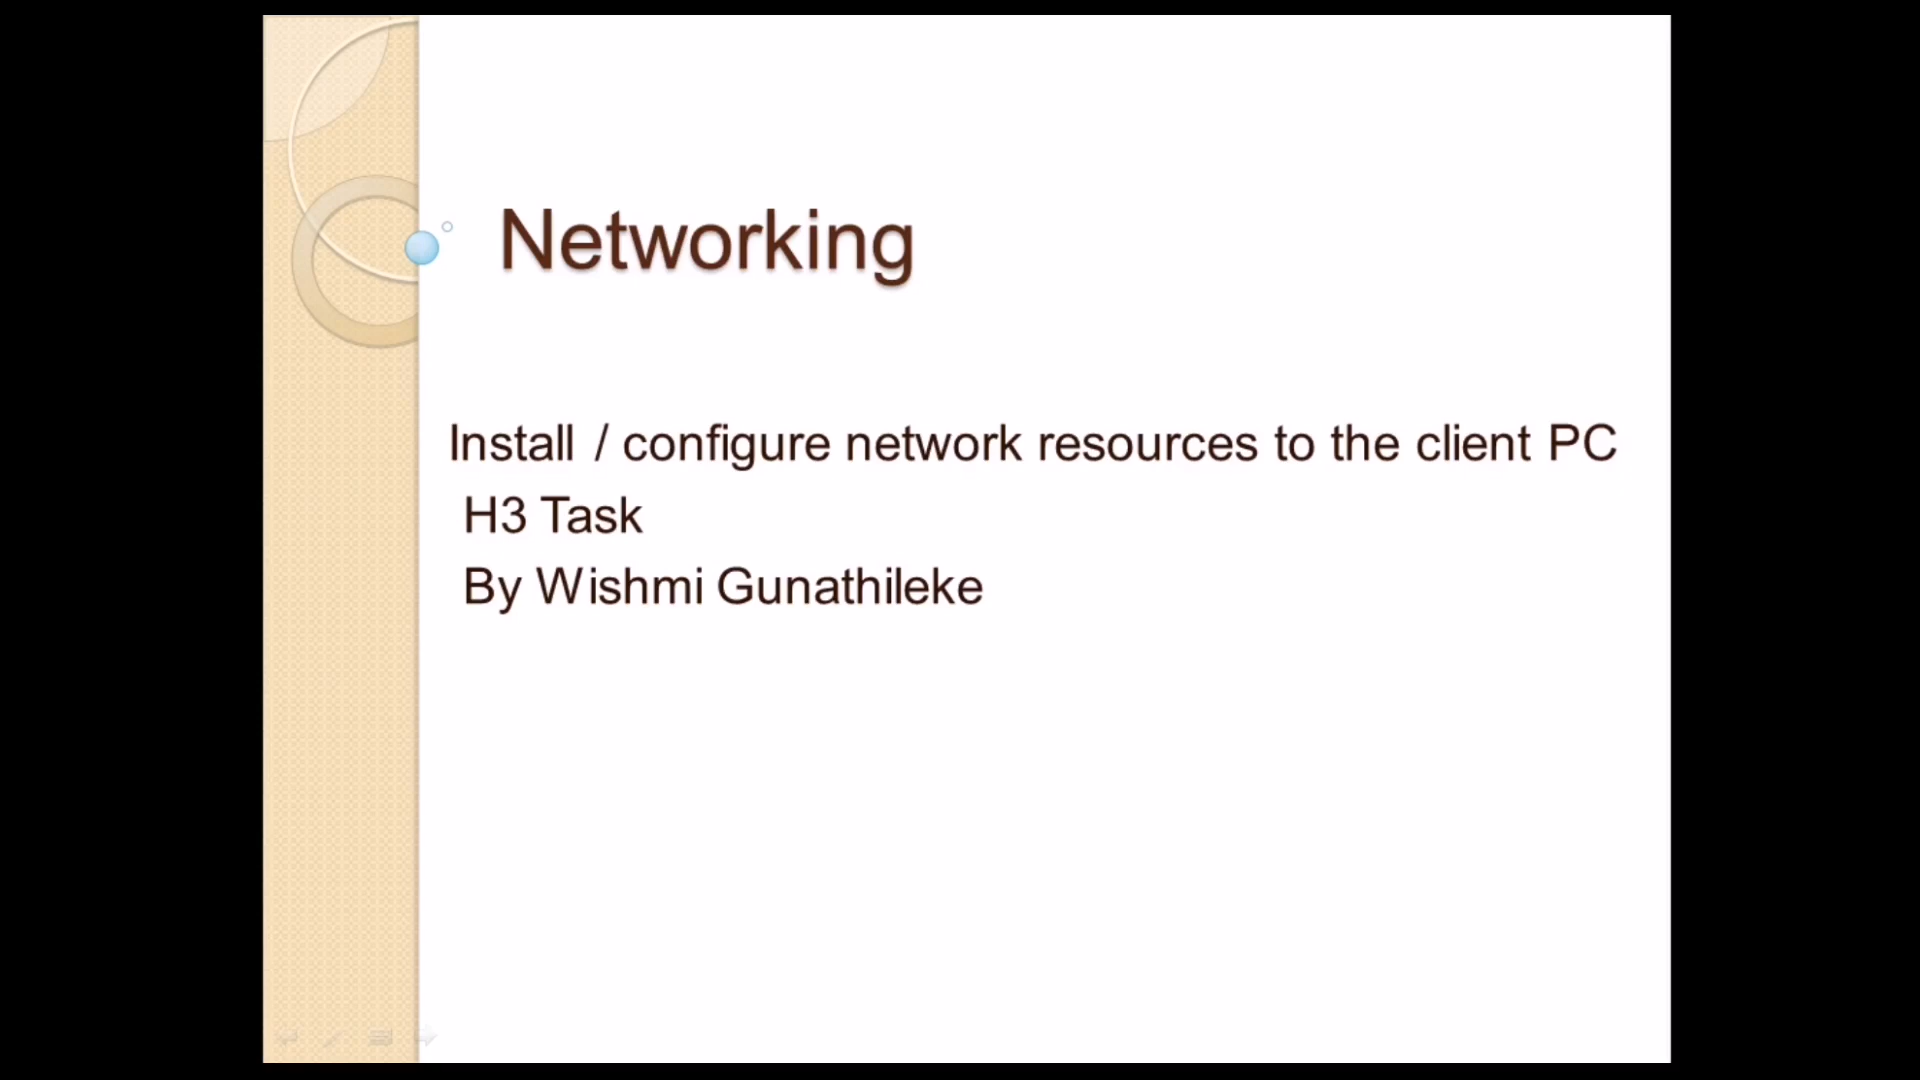 Networking
Install / configure network resources to the client PC
H3 Task
By Wishmi Gunathileke